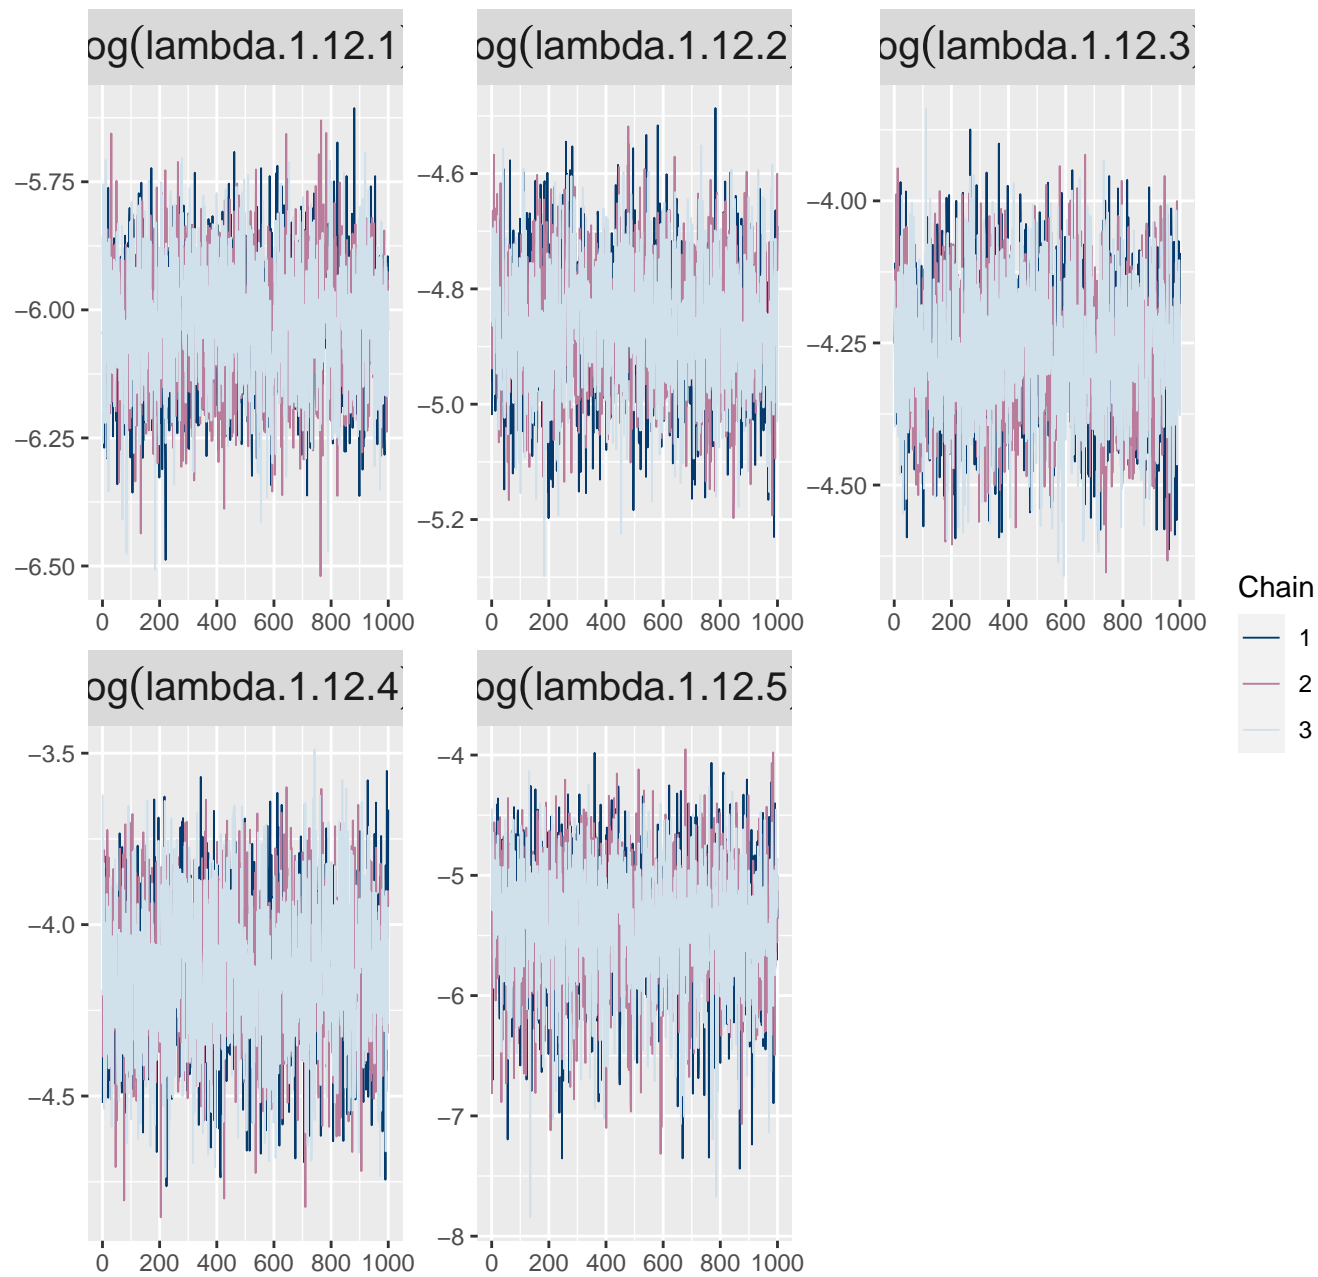 og(lambda.1.12.1)
og(lambda.1.12.2)
og(lambda.1.12.3)
−5.75
−6.00
−6.25
−6.50
−4.6
−4.8
−5.0
−5.2
−4.00
−4.25
−4.50
0 200 400 600 800 1000
0 200 400 600 800 1000
0 200 400 600 800 1000
og(lambda.1.12.4)
og(lambda.1.12.5)
−3.5
−4.0
−4.5
−4
−5
−6
−7
−8
0 200 400 600 800 1000
0 200 400 600 800 1000
Chain
1
2
3